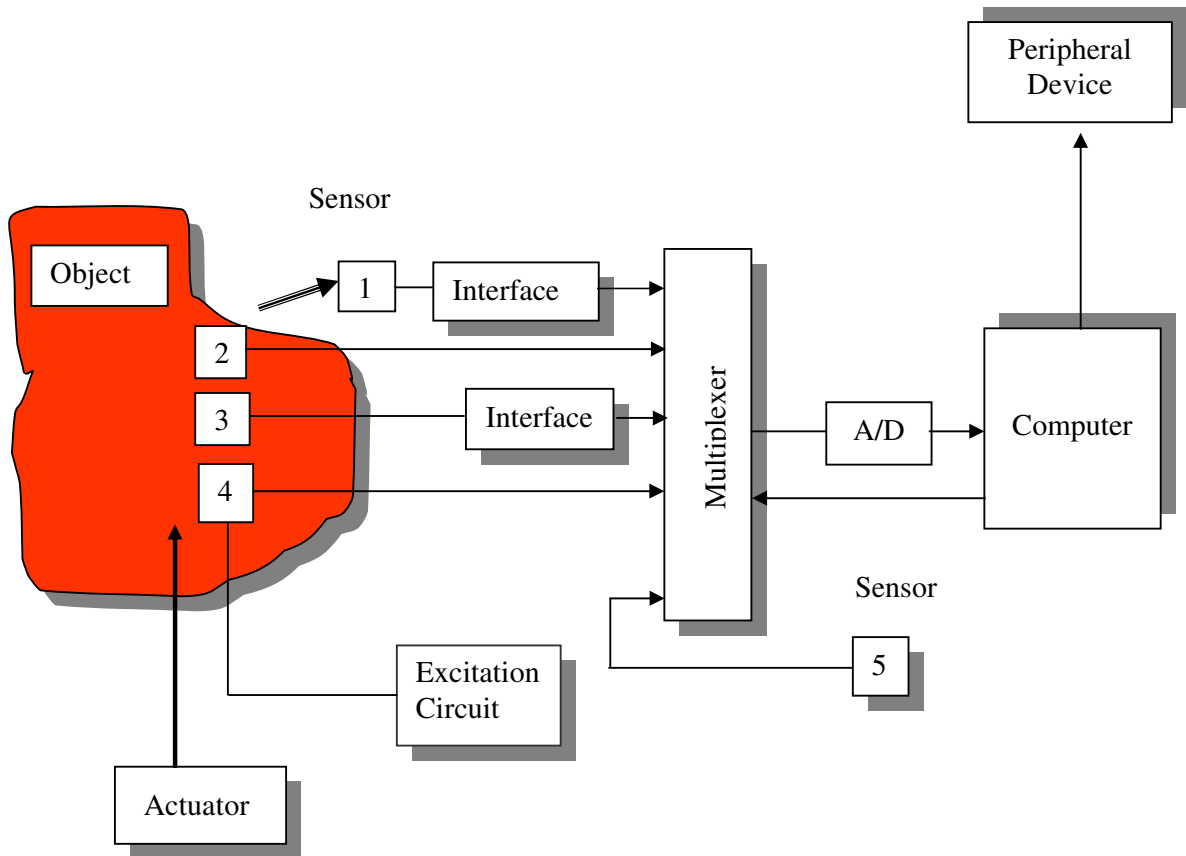 Peripheral
Device
Sensor
Object
1
Interface
2
3
Interface
4
Multiplexer
A/D
Computer
Sensor
5
Excitation
Circuit
Actuator